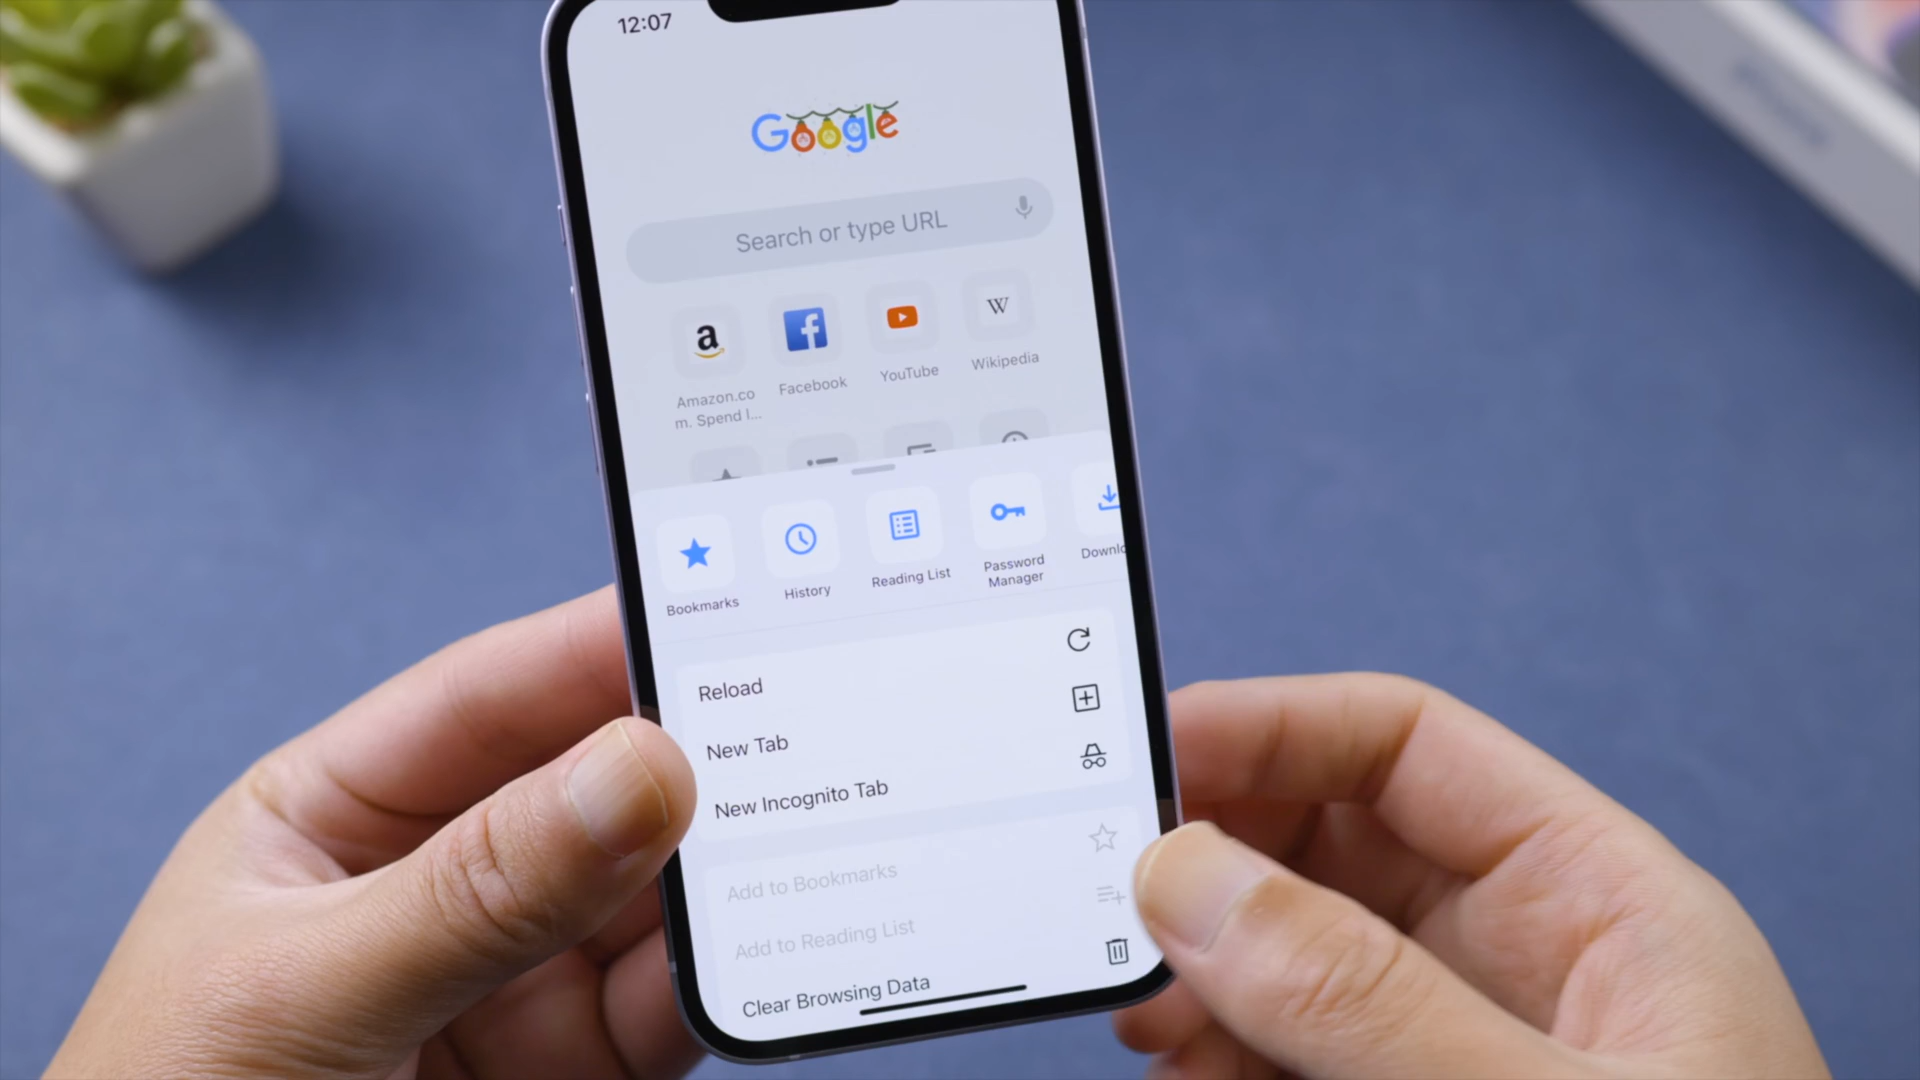 12:07
Google
Search or type URL
a
f
W
Amazon.co
m. Spend l...
Facebook
YouTube
Wikipedia
Bookmarks
History
Reading List
Password
Manager
Downlo
Reload
New Tab
New Incognito Tab
Add to Bookmarks
Add to Reading List
Clear Browsing Data